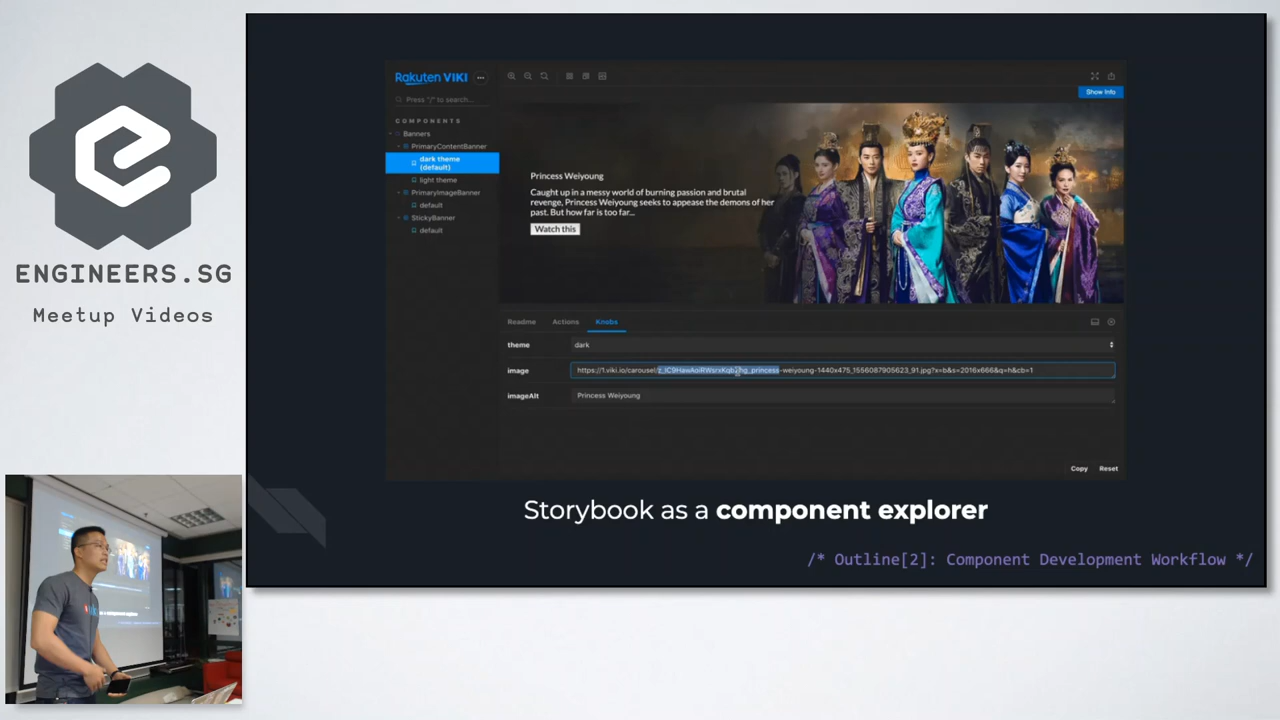 ENGINEERS.SG
Meetup Videos
Rakuten VIKI
Press "/" to search...
COMPONENTS
Banners
PrimaryContentBanner
dark theme
(default)
light theme
PrimaryImageBanner
default
StickyBanner
default
Show Info
Princess Weiyoung
Caught up in a messy world of burning passion and brutal
revenge, Princess Weiyoung seeks to appease the demons of her
past. But how far is too far...
Watch this
Readme Actions Knobs
theme dark
image
imageAlt Princess Weiyoung
Copy Reset
Storybook as a component explorer
/* Outline[2]: Component Development Workflow */